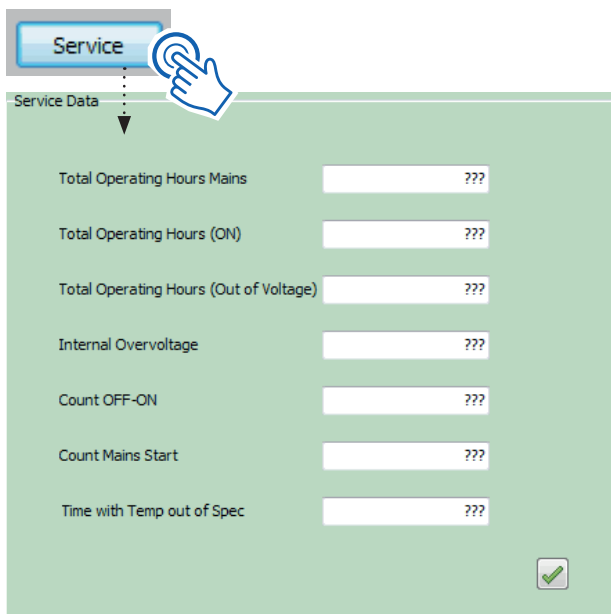 Service
Service Data
Total Operating Hours Mains ???
Total Operating Hours (ON) ???
Total Operating Hours (Out of Voltage) ???
Internal Overvoltage ???
Count OFF-ON ???
Count Mains Start ???
Time with Temp out of Spec ???